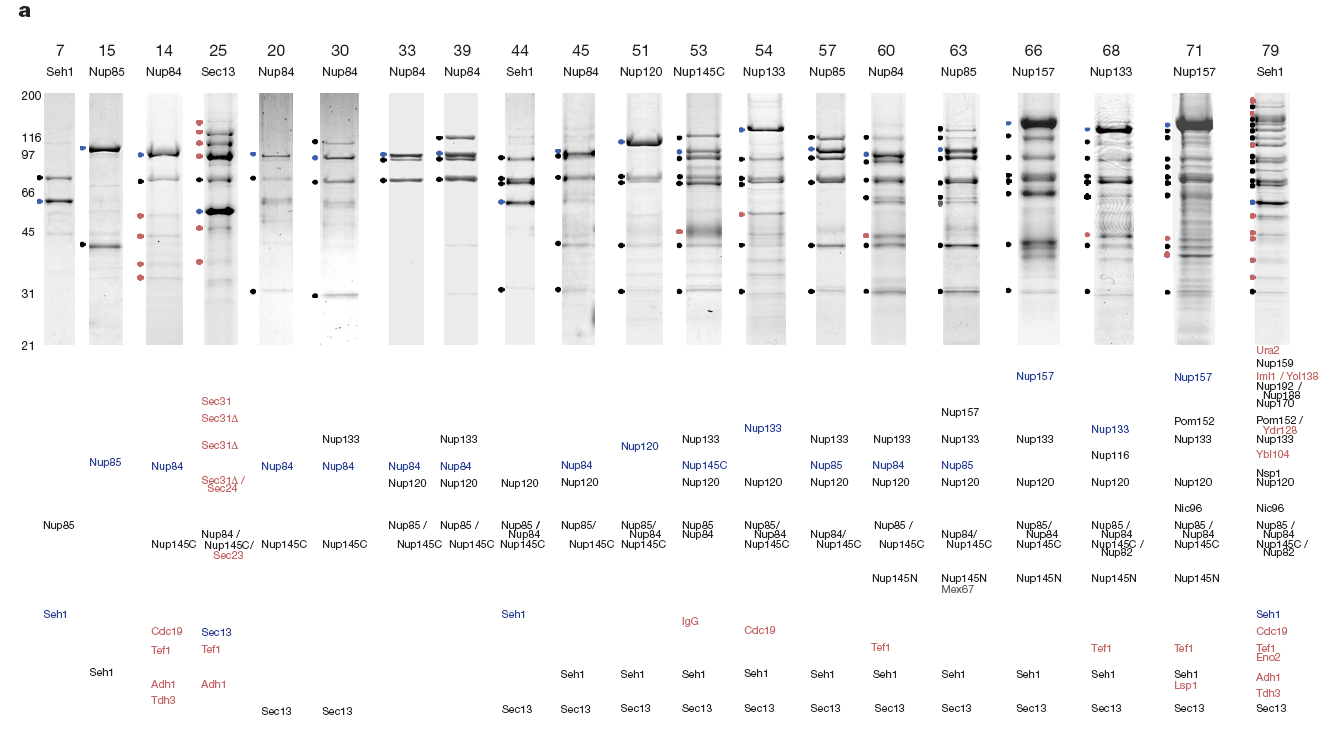 a
7 15 14 25 20 30 33 39 44 45 51 53 54 57 60 63 66 68 71 79
Seh1 Nup85 Nup84 Sec13 Nup84 Nup84 Nup84 Nup84 Seh1 Nup84 Nup120 Nup145C Nup133 Nup85 Nup84 Nup85 Nup157 Nup133 Nup157 Seh1
200
116
97
66
45
31
21
Ura2
Nup159
Nup157 Nup157 Iml1 / Yol138
Nup192 /
Nup188
Sec31 Nup170
Nup157
Sec31Δ Pom152 Pom152 /
Nup133 Nup133 Ydr128
Nup133 Nup133 Nup133 Nup133 Nup133 Nup133 Nup133 Nup133 Nup133
Sec31Δ Nup120
Nup116 Ybl104
Nup85 Nup84 Nup84 Nup84 Nup84 Nup84 Nup84 Nup145C Nup85 Nup84 Nup85
Nsp1
Sec31Δ / Nup120 Nup120 Nup120 Nup120 Nup120 Nup120 Nup120 Nup120 Nup120 Nup120 Nup120 Nup120 Nup120
Sec24
Nic96 Nic96
Nup85 Nup85 / Nup85 / Nup85 / Nup85/ Nup85/ Nup85 Nup85/ Nup85 / Nup85/ Nup85 / Nup85 / Nup85 /
Nup84 / Nup84 Nup84 Nup84 Nup84 Nup84/ Nup84/ Nup84 Nup84 Nup84 Nup84
Nup145C Nup145C/ Nup145C Nup145C Nup145C Nup145C Nup145C Nup145C Nup145C Nup145C Nup145C Nup145C Nup145C Nup145C Nup145C / Nup145C Nup145C /
Sec23 Nup82 Nup82
Nup145N Nup145N Nup145N Nup145N Nup145N
Mex67
Seh1 Seh1 Seh1
IgG
Cdc19 Sec13 Cdc19 Cdc19
Tef1 Tef1 Tef1 Tef1 Tef1 Tef1
Eno2
Seh1 Seh1 Seh1 Seh1 Seh1 Seh1 Seh1 Seh1 Seh1 Seh1 Seh1
Adh1 Adh1 Lsp1 Adh1
Tdh3 Tdh3
Sec13 Sec13 Sec13 Sec13 Sec13 Sec13 Sec13 Sec13 Sec13 Sec13 Sec13 Sec13 Sec13 Sec13